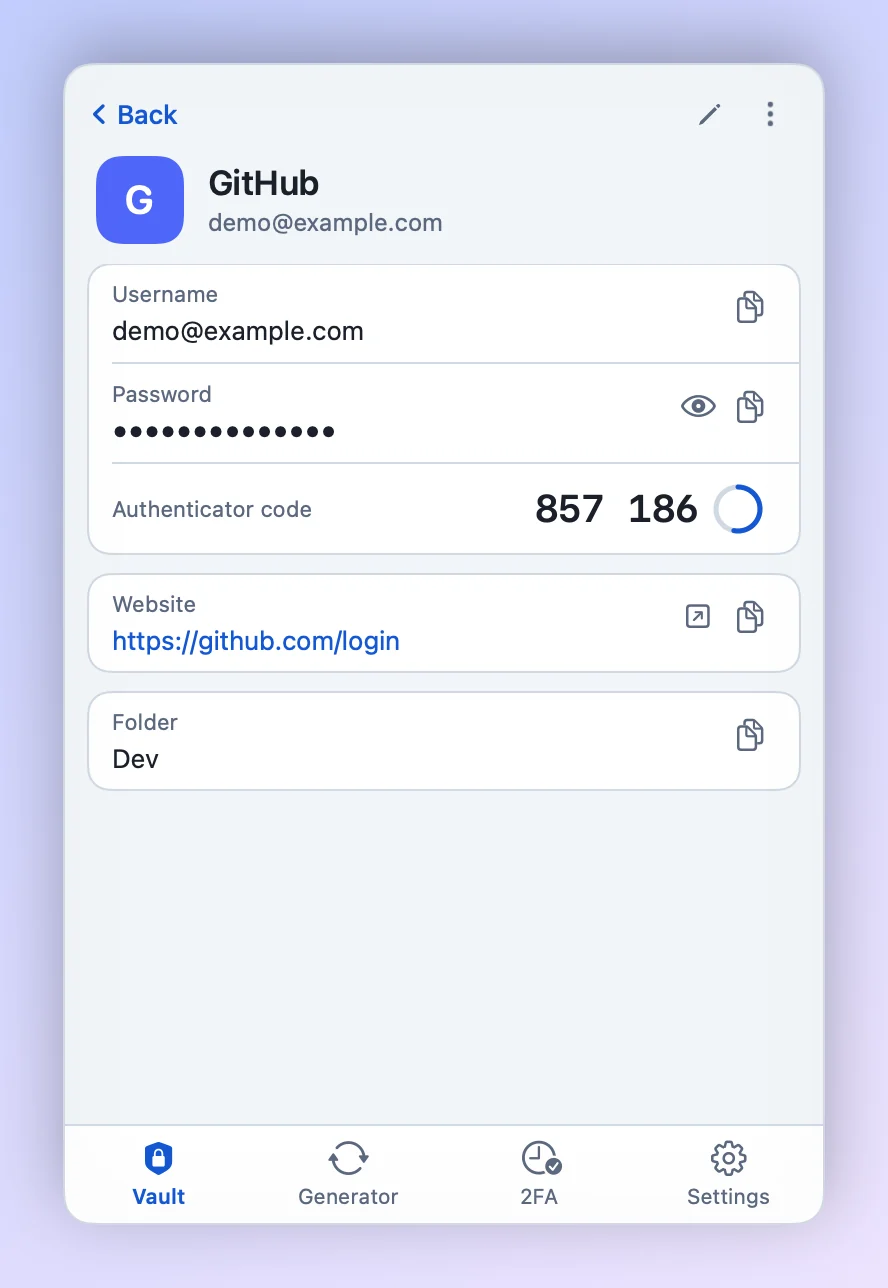 Back
G
GitHub
demo@example.com
Username
demo@example.com
Password
••••••••••••••
Authenticator code
857 186
Website
https://github.com/login
Folder
Dev
Vault
Generator
2FA
Settings